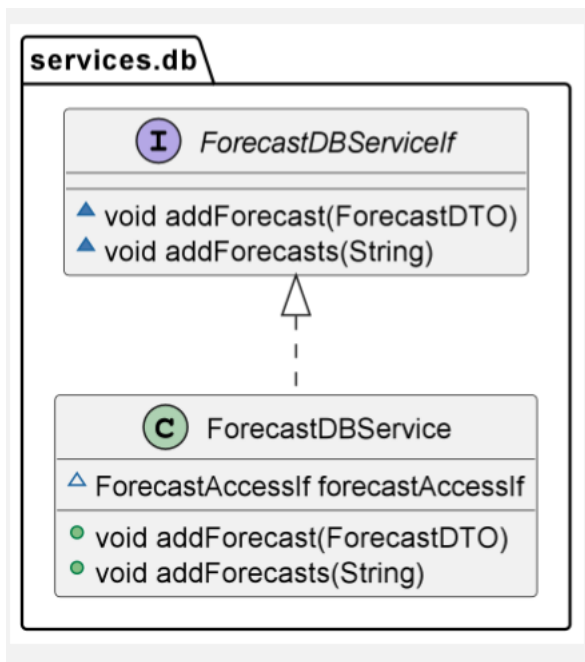 services.db
I ForecastDBServiceIf
void addForecast(ForecastDTO)
void addForecasts(String)
C ForecastDBService
ForecastAccessIf forecastAccessIf
void addForecast(ForecastDTO)
void addForecasts(String)